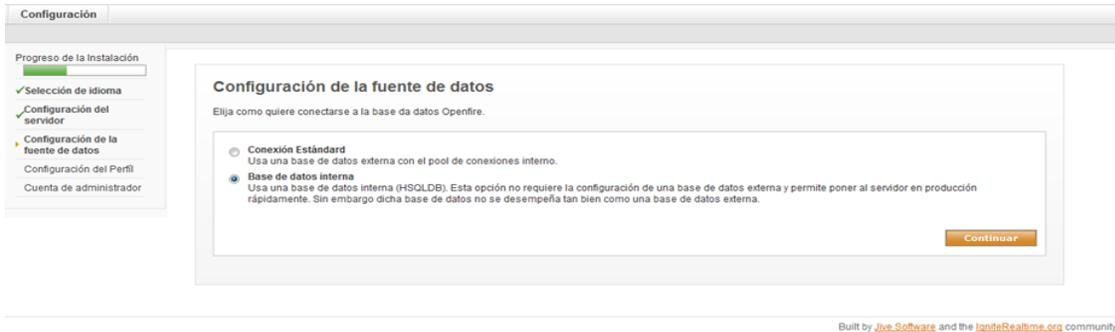 Configuración
Progreso de la Instalación
Selección de idioma
Configuración del
servidor
Configuración de la
fuente de datos
Configuración del Perfíl
Cuenta de administrador
Configuración de la fuente de datos
Elija como quiere conectarse a la base da datos Openfire.
Conexión Estándard
Usa una base de datos externa con el pool de conexiones interno.
Base de datos interna
Usa una base de datos interna (HSQLDB). Esta opción no requiere la configuración de una base de datos externa y permite poner al servidor en producción
rápidamente. Sin embargo dicha base de datos no se desempeña tan bien como una base de datos externa.
Continuar
Built by Jive Software and the IgniteRealtime.org community